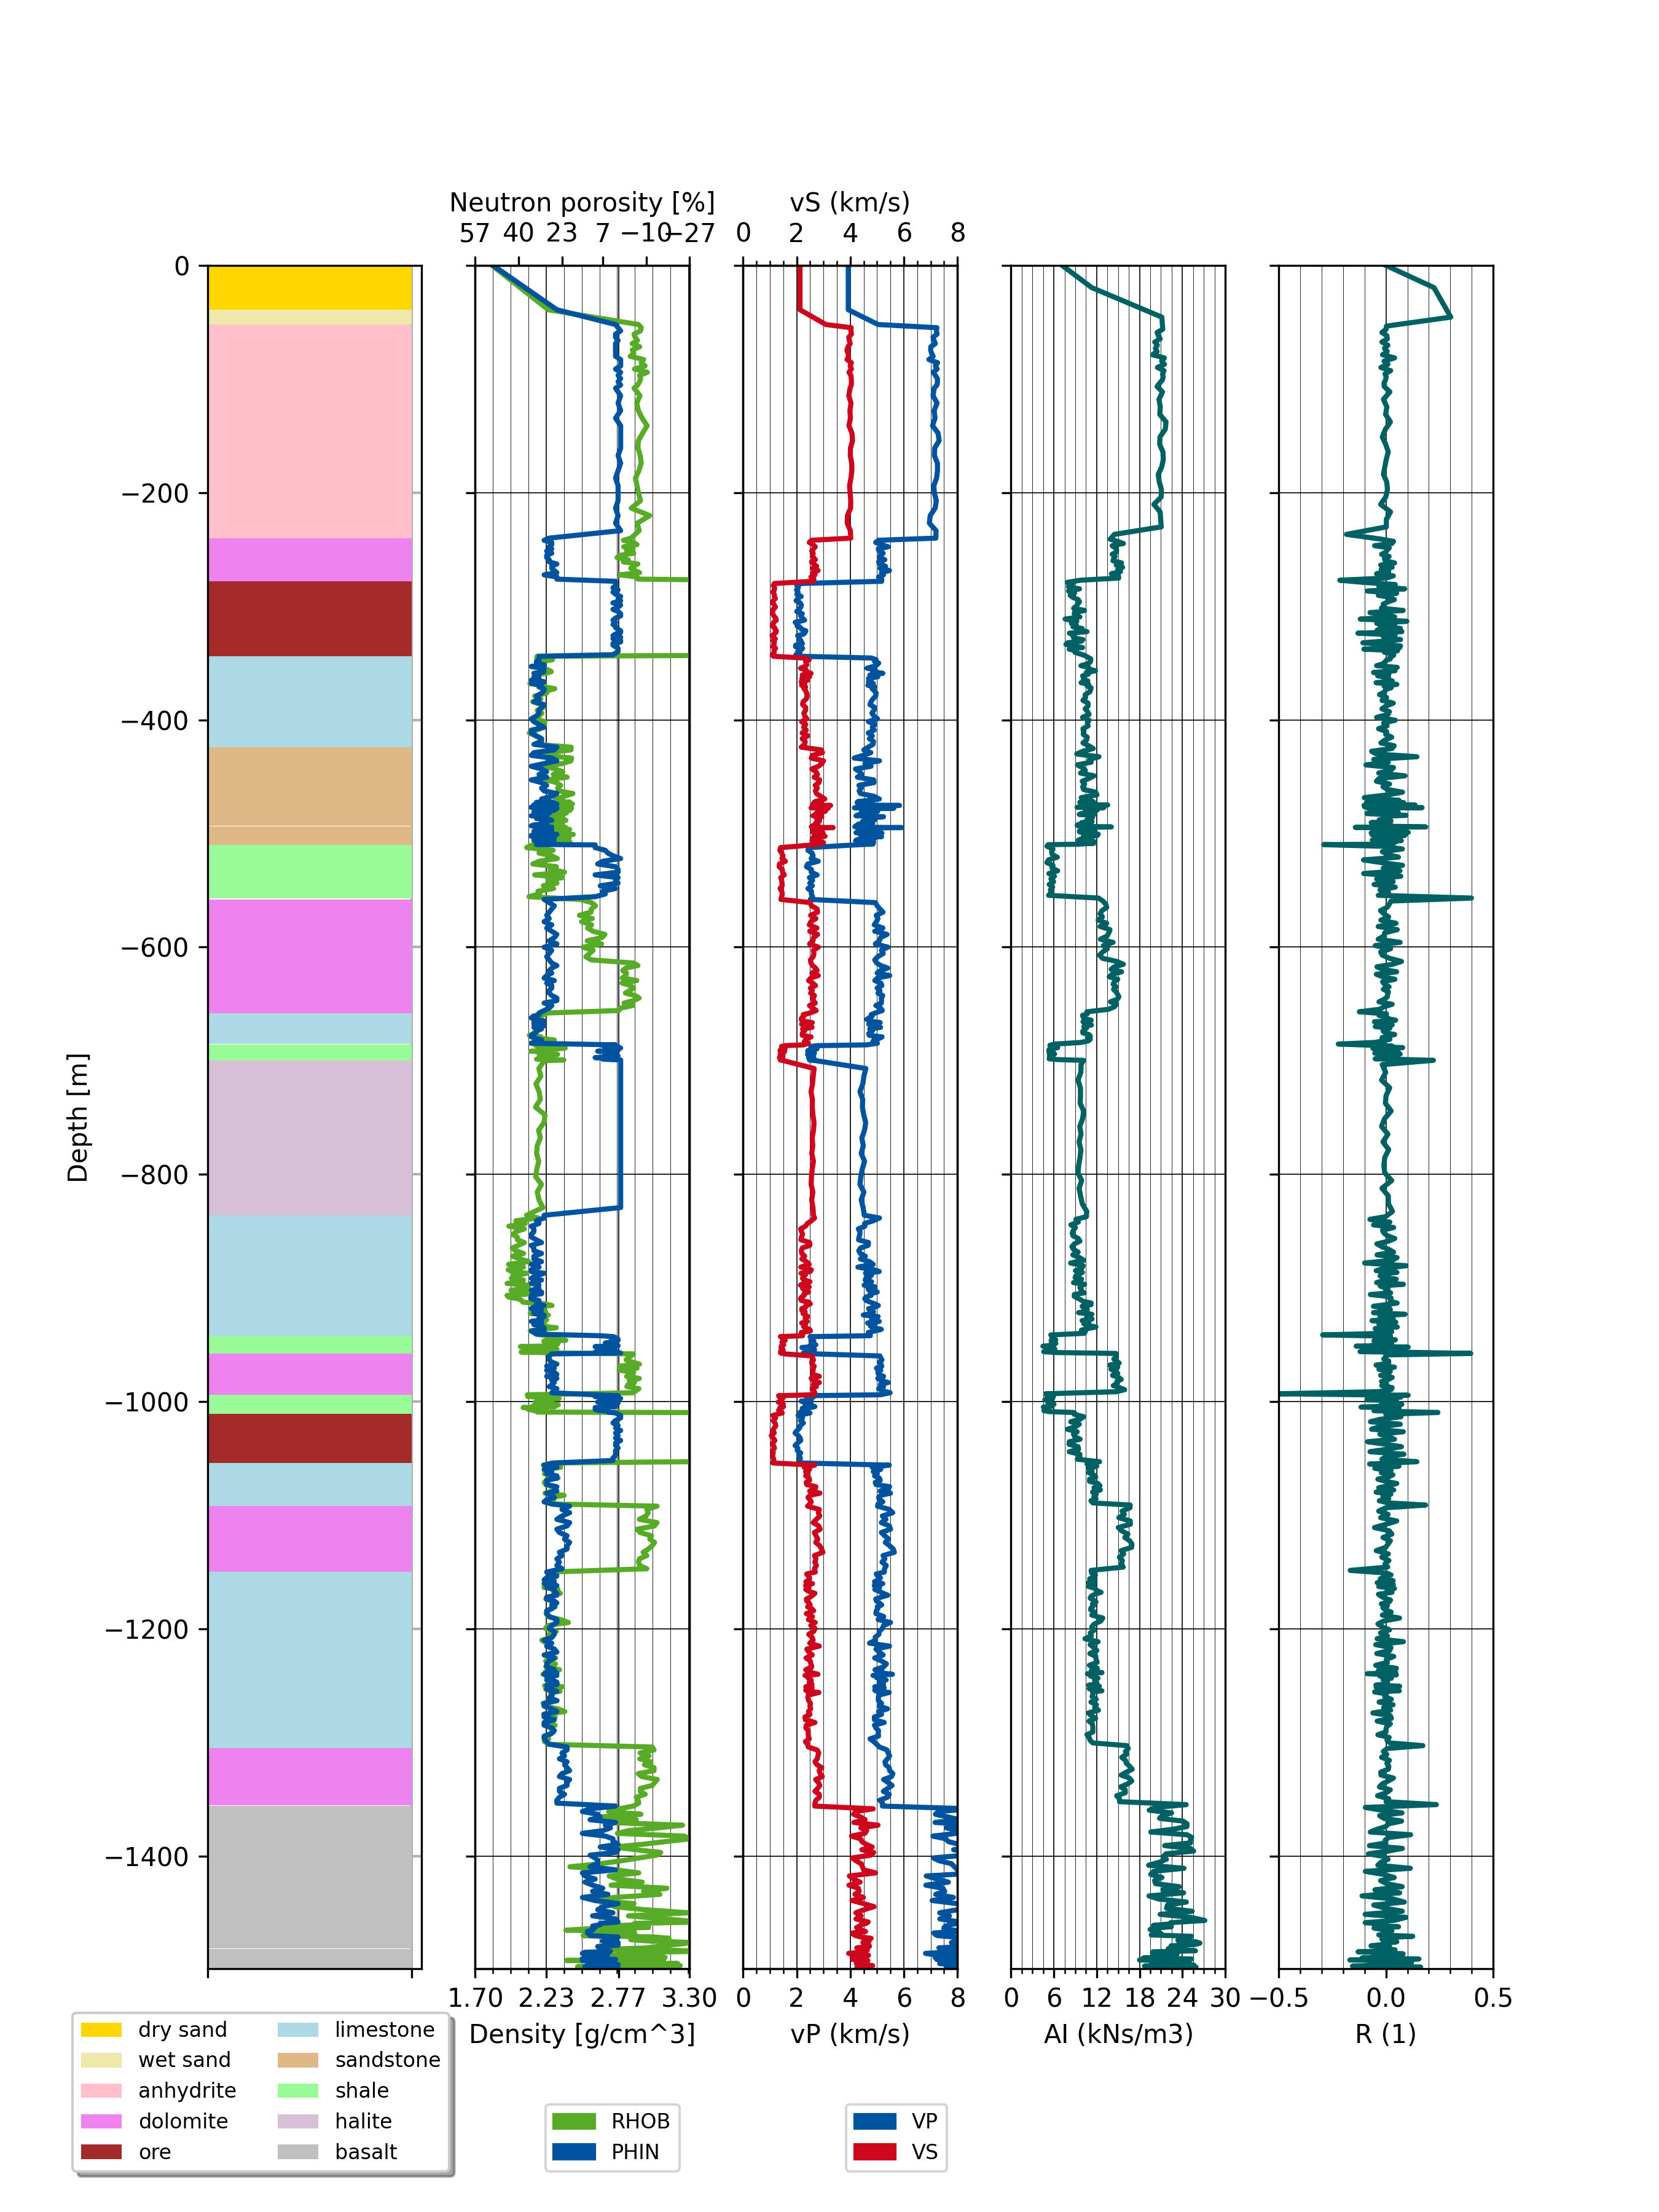 Neutron porosity [%]
vS (km/s)
57 40 23 7 −10 −27
0 2 4 6 8
0
−200
−400
−600
−800
−1000
−1200
−1400
Depth [m]
1.70 2.23 2.77 3.30
0 2 4 6 8
0 6 12 18 24 30
−0.5 0.0 0.5
Density [g/cm^3]
vP (km/s)
AI (kNs/m3)
R (1)
dry sand
wet sand
anhydrite
dolomite
ore
limestone
sandstone
shale
halite
basalt
RHOB
PHIN
VP
VS